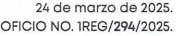 24 de marzo de 2025.
OFICIO NO. 1REG/294/2025.